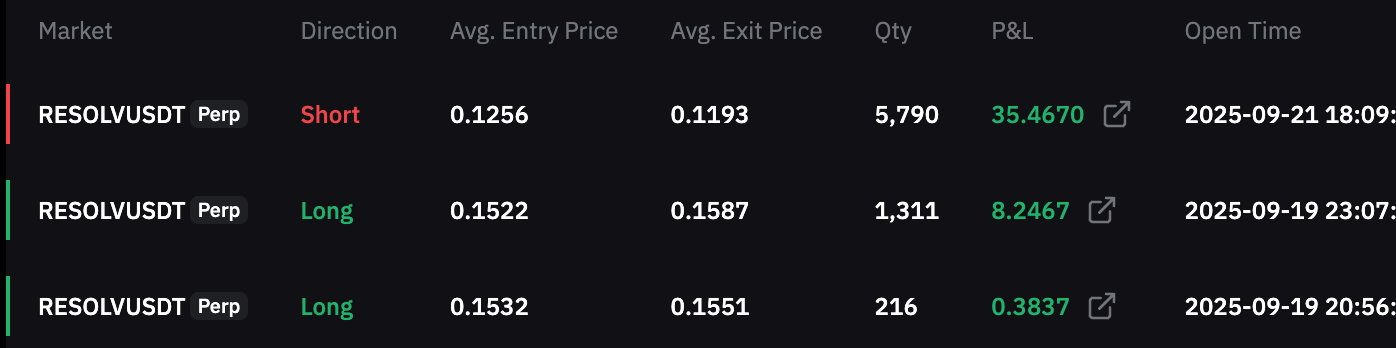 Market Direction Avg. Entry Price Avg. Exit Price Qty P&L Open Time
RESOLVUSDT Perp Short 0.1256 0.1193 5,790 35.4670 2025-09-21 18:09:
RESOLVUSDT Perp Long 0.1522 0.1587 1,311 8.2467 2025-09-19 23:07:
RESOLVUSDT Perp Long 0.1532 0.1551 216 0.3837 2025-09-19 20:56: